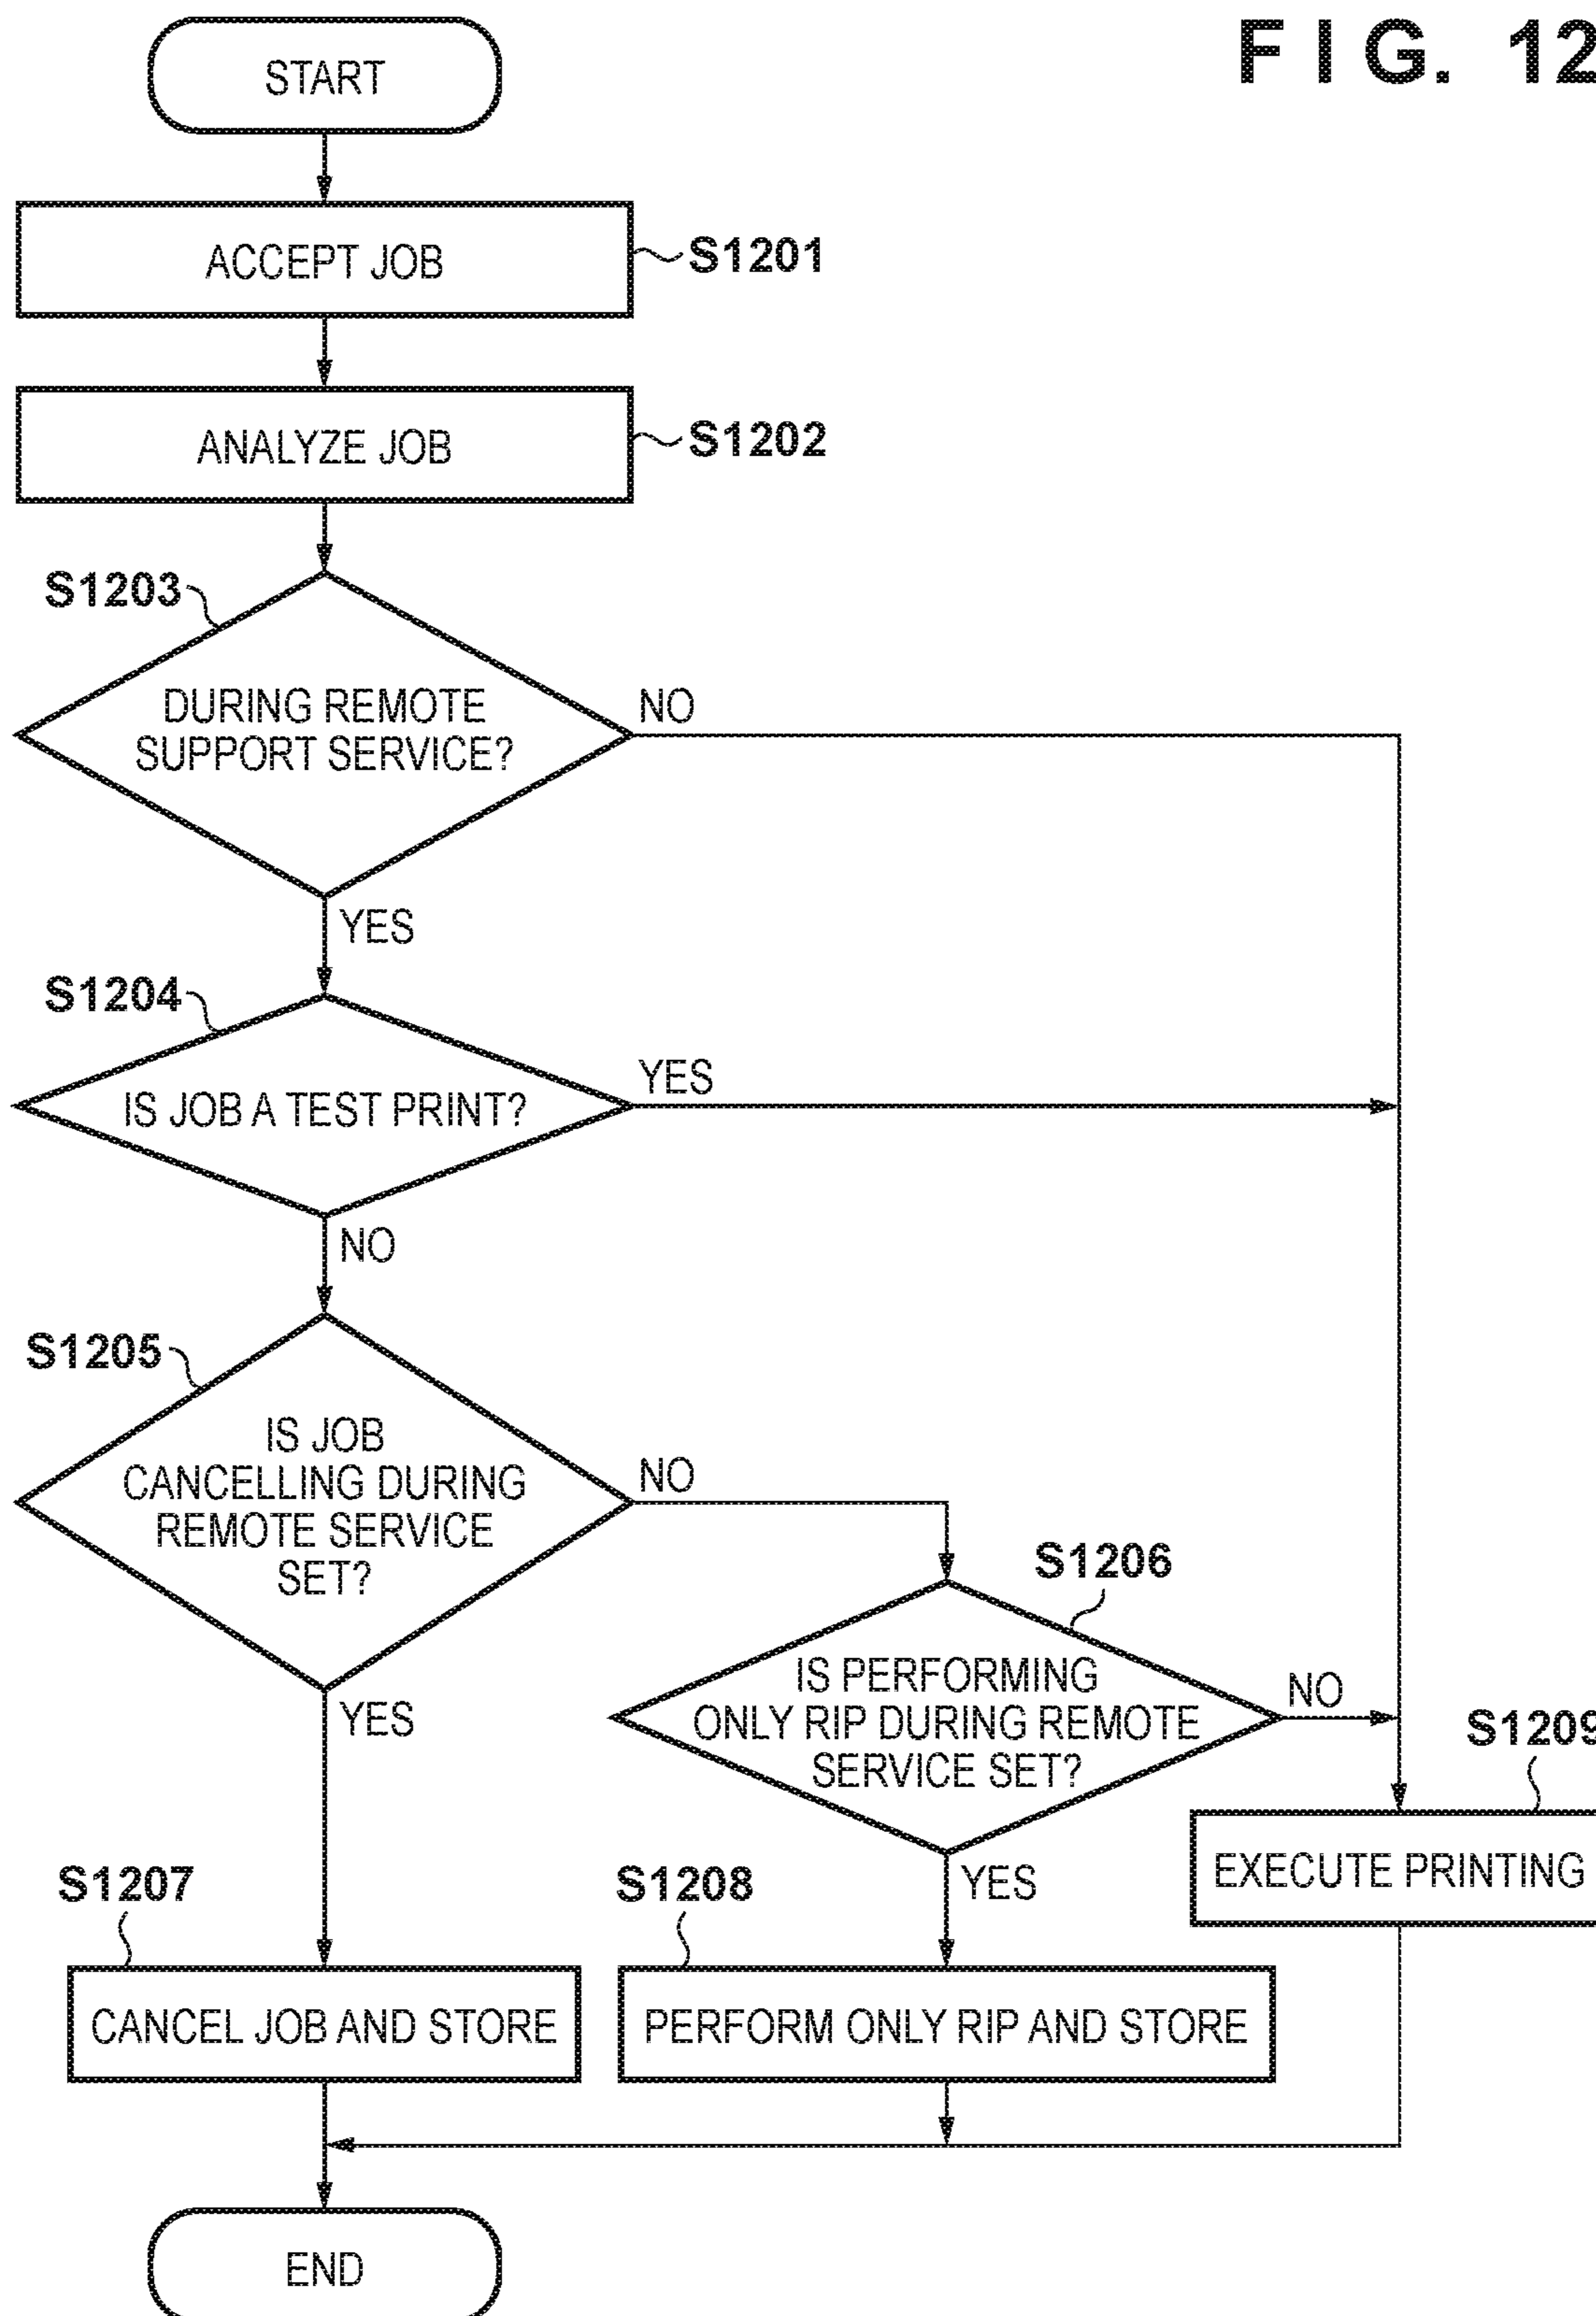 F I G. 12
START
ACCEPT JOB
S1201
ANALYZE JOB
S1202
S1203
DURING REMOTE
SUPPORT SERVICE?
NO
YES
S1204
IS JOB A TEST PRINT?
YES
NO
S1205
IS JOB
CANCELLING DURING
REMOTE SERVICE
SET?
NO
YES
S1206
IS PERFORMING
ONLY RIP DURING REMOTE
SERVICE SET?
NO
YES
S1209
EXECUTE PRINTING
S1207
CANCEL JOB AND STORE
S1208
PERFORM ONLY RIP AND STORE
END